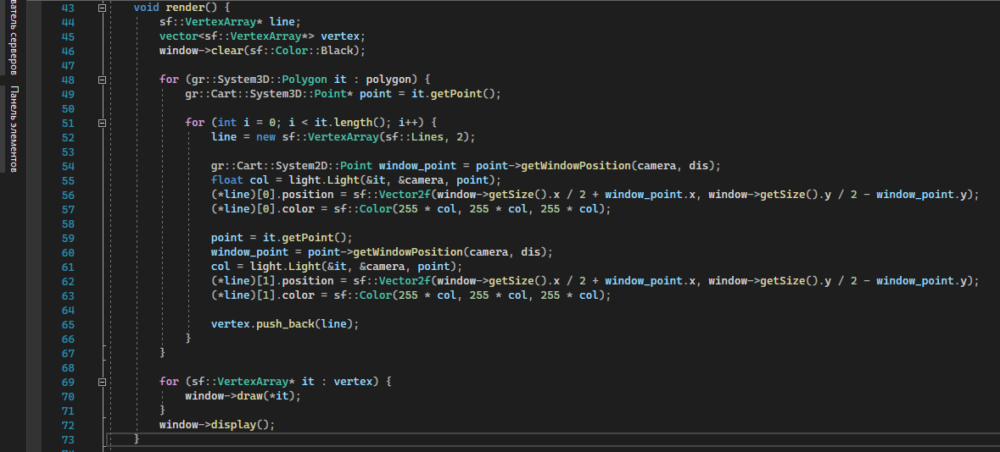 ватель серверов
Панель элементов
43 void render() {
44 sf::VertexArray* line;
45 vector<sf::VertexArray*> vertex;
46 window->clear(sf::Color::Black);
47
48 for (gr::System3D::Polygon it : polygon) {
49 gr::Cart::System3D::Point* point = it.getPoint();
50
51 for (int i = 0; i < it.length(); i++) {
52 line = new sf::VertexArray(sf::Lines, 2);
53
54 gr::Cart::System2D::Point window_point = point->getWindowPosition(camera, dis);
55 float col = light.Light(&it, &camera, point);
56 (*line)[0].position = sf::Vector2f(window->getSize().x / 2 + window_point.x, window->getSize().y / 2 - window_point.y);
57 (*line)[0].color = sf::Color(255 * col, 255 * col, 255 * col);
58
59 point = it.getPoint();
60 window_point = point->getWindowPosition(camera, dis);
61 col = light.Light(&it, &camera, point);
62 (*line)[1].position = sf::Vector2f(window->getSize().x / 2 + window_point.x, window->getSize().y / 2 - window_point.y);
63 (*line)[1].color = sf::Color(255 * col, 255 * col, 255 * col);
64
65 vertex.push_back(line);
66 }
67 }
68
69 for (sf::VertexArray* it : vertex) {
70 window->draw(*it);
71 }
72 window->display();
73 }